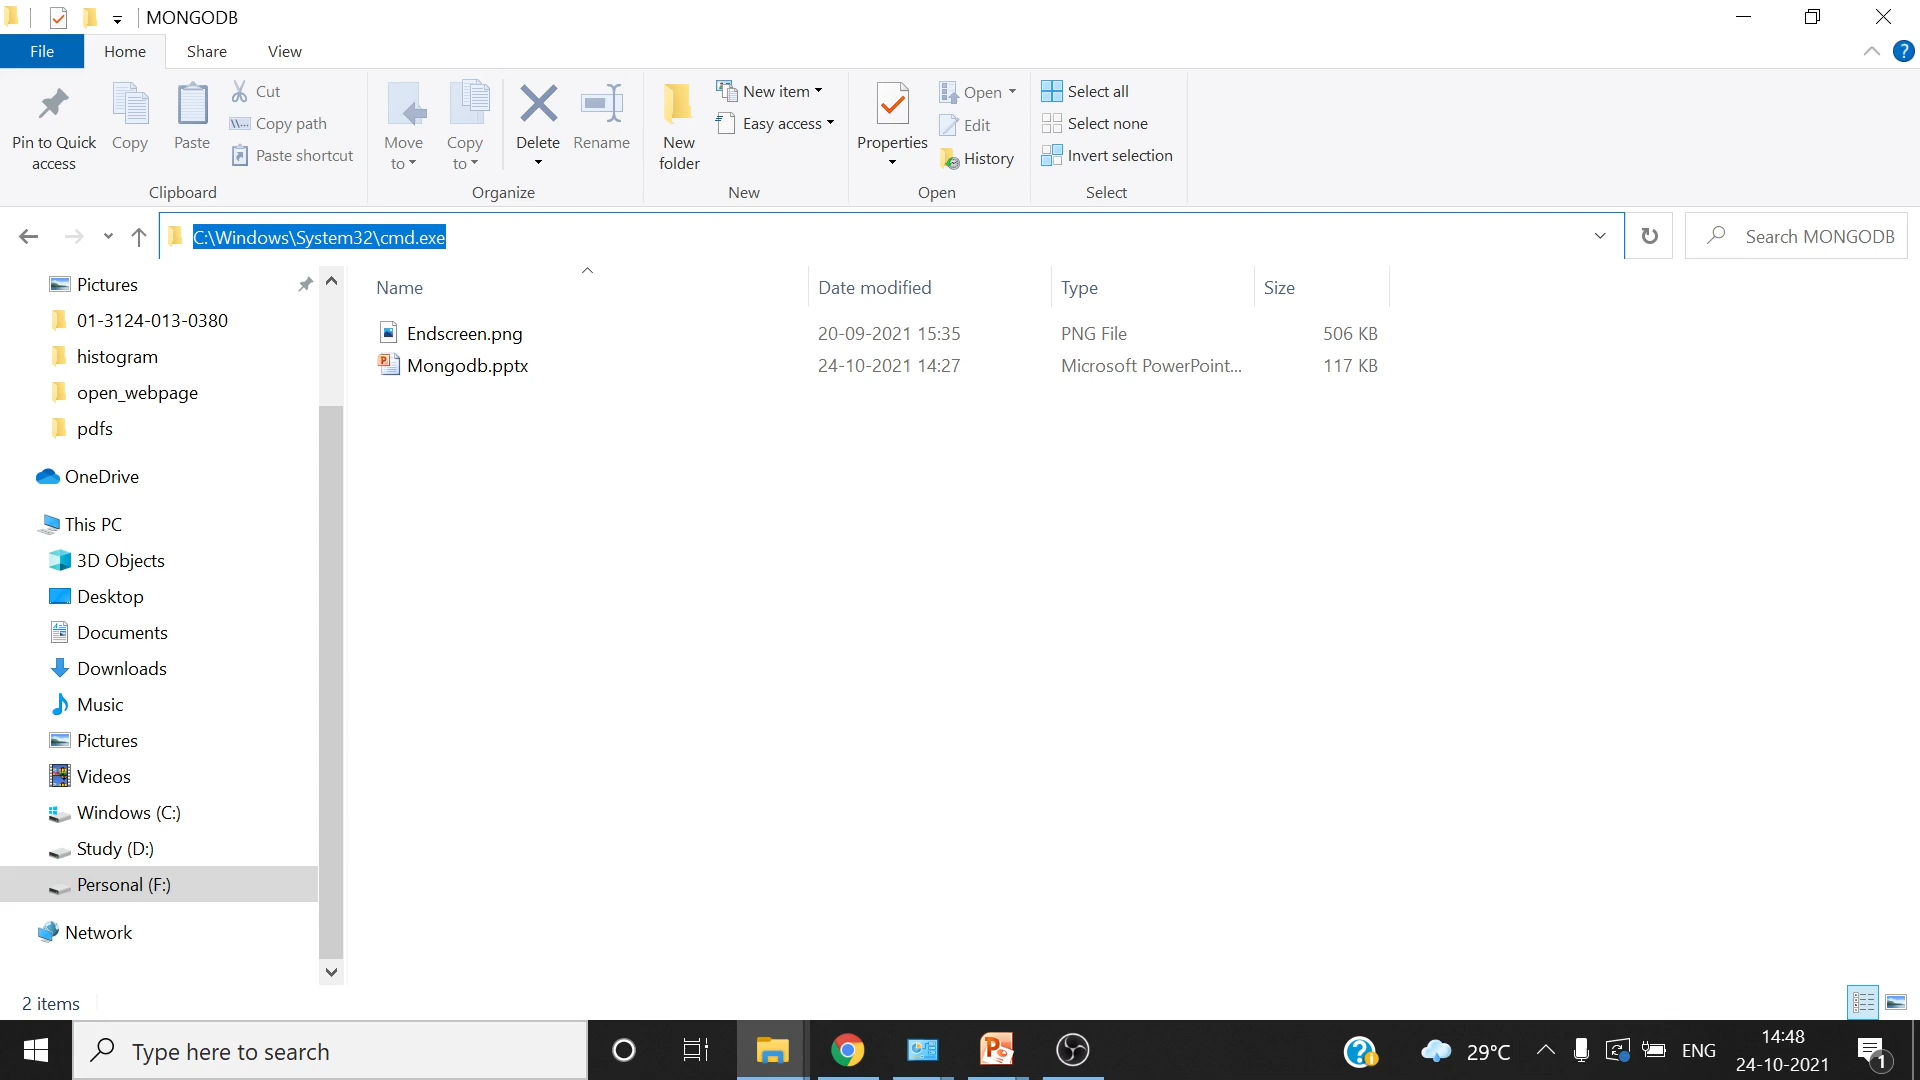 MONGODB
File Home Share View
Pin to Quick access
Copy
Paste
Cut
Copy path
Paste shortcut
Clipboard
Move to
Copy to
Delete
Rename
Organize
New folder
New item
Easy access
New
Properties
Open
Edit
History
Open
Select all
Select none
Invert selection
Select
C:\Windows\System32\cmd.exe
Search MONGODB
Pictures
01-3124-013-0380
histogram
open_webpage
pdfs
OneDrive
This PC
3D Objects
Desktop
Documents
Downloads
Music
Pictures
Videos
Windows (C:)
Study (D:)
Personal (F:)
Network
Name Date modified Type Size
Endscreen.png 20-09-2021 15:35 PNG File 506 KB
Mongodb.pptx 24-10-2021 14:27 Microsoft PowerPoint... 117 KB
2 items
Type here to search
29°C
ENG
14:48
24-10-2021
1